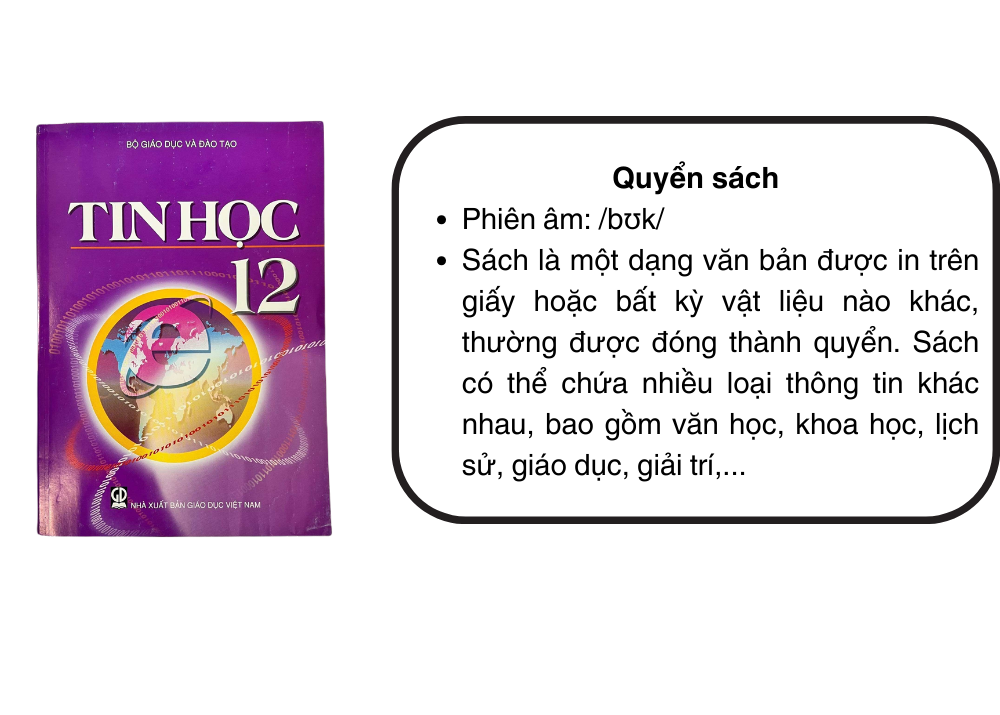 BỘ GIÁO DỤC VÀ ĐÀO TẠO
TIN HỌC
12
NHÀ XUẤT BẢN GIÁO DỤC VIỆT NAM
Quyển sách
• Phiên âm: /bʊk/
• Sách là một dạng văn bản được in trên
giấy hoặc bất kỳ vật liệu nào khác,
thường được đóng thành quyển. Sách
có thể chứa nhiều loại thông tin khác
nhau, bao gồm văn học, khoa học, lịch
sử, giáo dục, giải trí,...